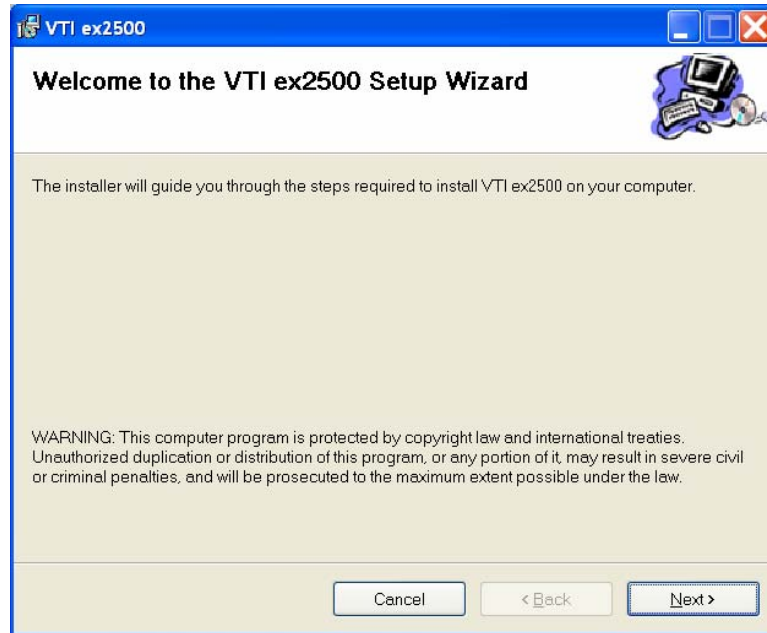 VTI ex2500
Welcome to the VTI ex2500 Setup Wizard
The installer will guide you through the steps required to install VTI ex2500 on your computer.
WARNING: This computer program is protected by copyright law and international treaties.
Unauthorized duplication or distribution of this program, or any portion of it, may result in severe civil
or criminal penalties, and will be prosecuted to the maximum extent possible under the law.
Cancel
< Back
Next >